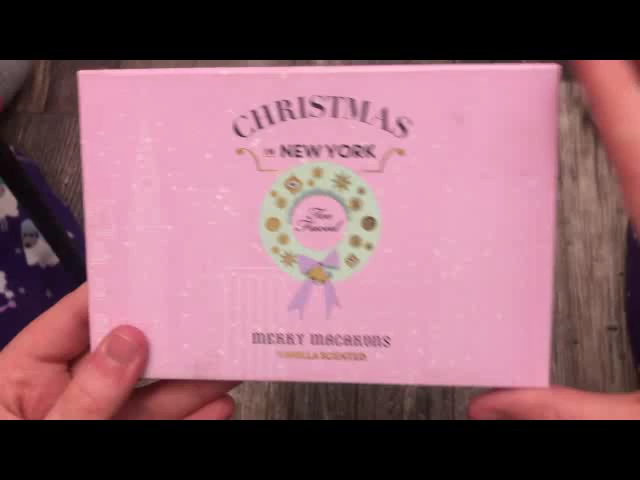 CHRISTMAS
IN NEW YORK
Too
Faced
MERRY MACARONS
VANILLA SCENTED